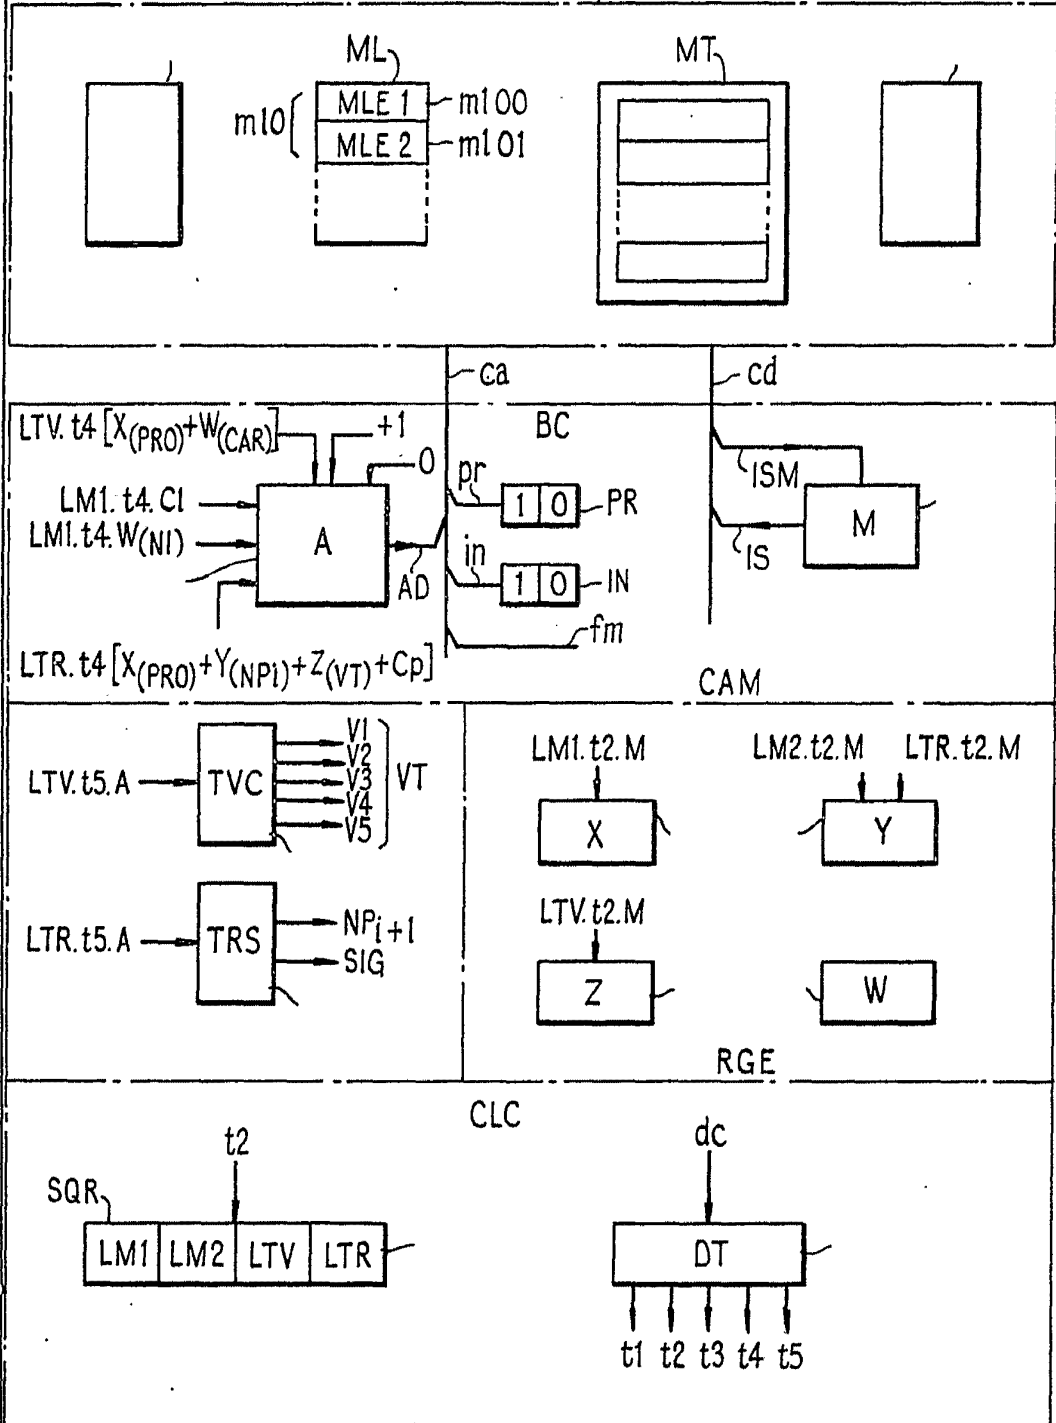 ML
MT
m10
MLE 1
m100
MLE 2
m101
ca
cd
LTV. t4 [X(PRO)+W(CAR)]
+1
BC
0
pr
ISM
LM1. t4. Cl
1 0
PR
M
LM1. t4. W(NI)
A
in
IS
AD
1 0
IN
fm
LTR. t4 [X(PRO)+Y(NPi)+Z(VT)+Cp]
CAM
V1
V2
LTV. t5. A
TVC
V3
VT
V4
V5
LM1. t2. M
LM2. t2. M
LTR. t2. M
X
Y
LTR. t5. A
TRS
NPi+1
SIG
LTV. t2. M
Z
W
RGE
CLC
t2
dc
SQR
LM1 LM2 LTV LTR
DT
t1 t2 t3 t4 t5